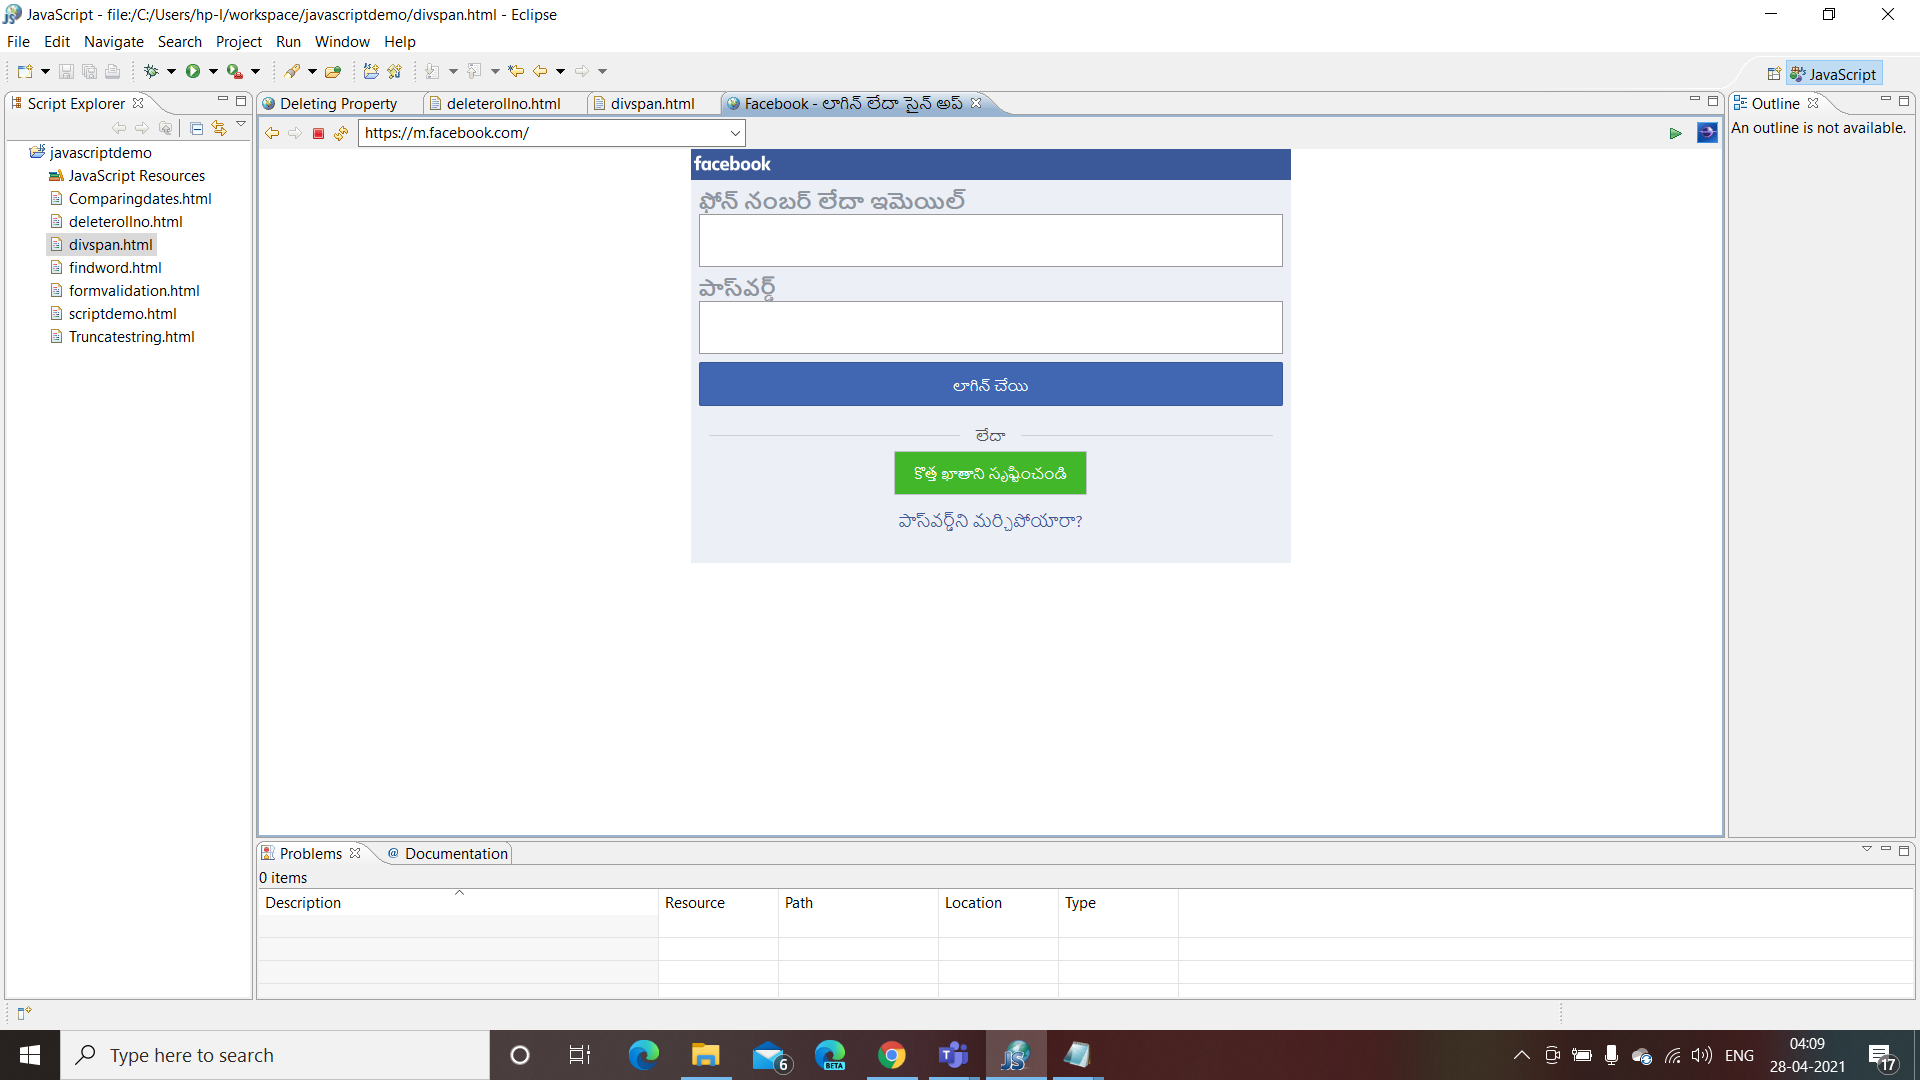 JavaScript - file:/C:/Users/hp-l/workspace/javascriptdemo/divspan.html - Eclipse
File Edit Navigate Search Project Run Window Help
JavaScript
Script Explorer
Deleting Property
deleterollno.html
divspan.html
Facebook - లాగిన్ లేదా సైన్ అప్
Outline
https://m.facebook.com/
An outline is not available.
javascriptdemo
JavaScript Resources
Comparingdates.html
deleterollno.html
divspan.html
findword.html
formvalidation.html
scriptdemo.html
Truncatestring.html
facebook
ఫోన్ నంబర్ లేదా ఇమెయిల్
పాస్‌వర్డ్
లాగిన్ చేయి
లేదా
కొత్త ఖాతాని సృష్టించండి
పాస్‌వర్డ్‌ని మర్చిపోయారా?
Problems
@ Documentation
0 items
Description Resource Path Location Type
Type here to search
6
BETA
JS
ENG
04:09
28-04-2021
17